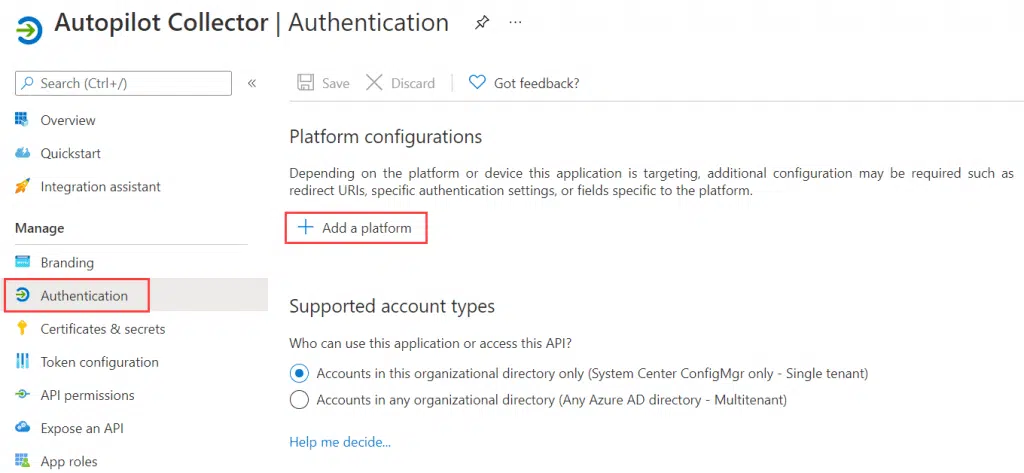 Autopilot Collector | Authentication
Search (Ctrl+/)
Overview
Quickstart
Integration assistant
Manage
Branding
Authentication
Certificates & secrets
Token configuration
API permissions
Expose an API
App roles
Save Discard Got feedback?
Platform configurations
Depending on the platform or device this application is targeting, additional configuration may be required such as
redirect URIs, specific authentication settings, or fields specific to the platform.
Add a platform
Supported account types
Who can use this application or access this API?
Accounts in this organizational directory only (System Center ConfigMgr only - Single tenant)
Accounts in any organizational directory (Any Azure AD directory - Multitenant)
Help me decide...